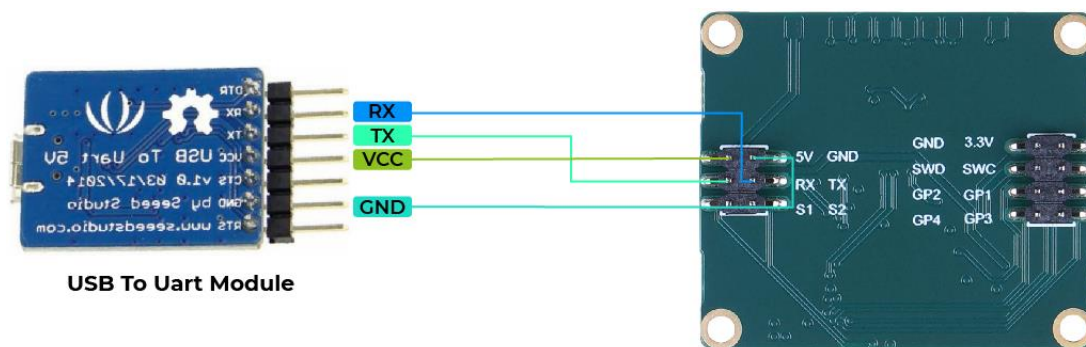 DTR
RX
TX
VCC
CTS
GND
RTS
USB To Uart 5V
v1.0 03/17/2014
by Seeed Studio
www.seeedstudio.com
USB To Uart Module
RX
TX
VCC
GND
5V GND
RX TX
S1 S2
GND 3.3V
SWD SWC
GP2 GP1
GP4 GP3